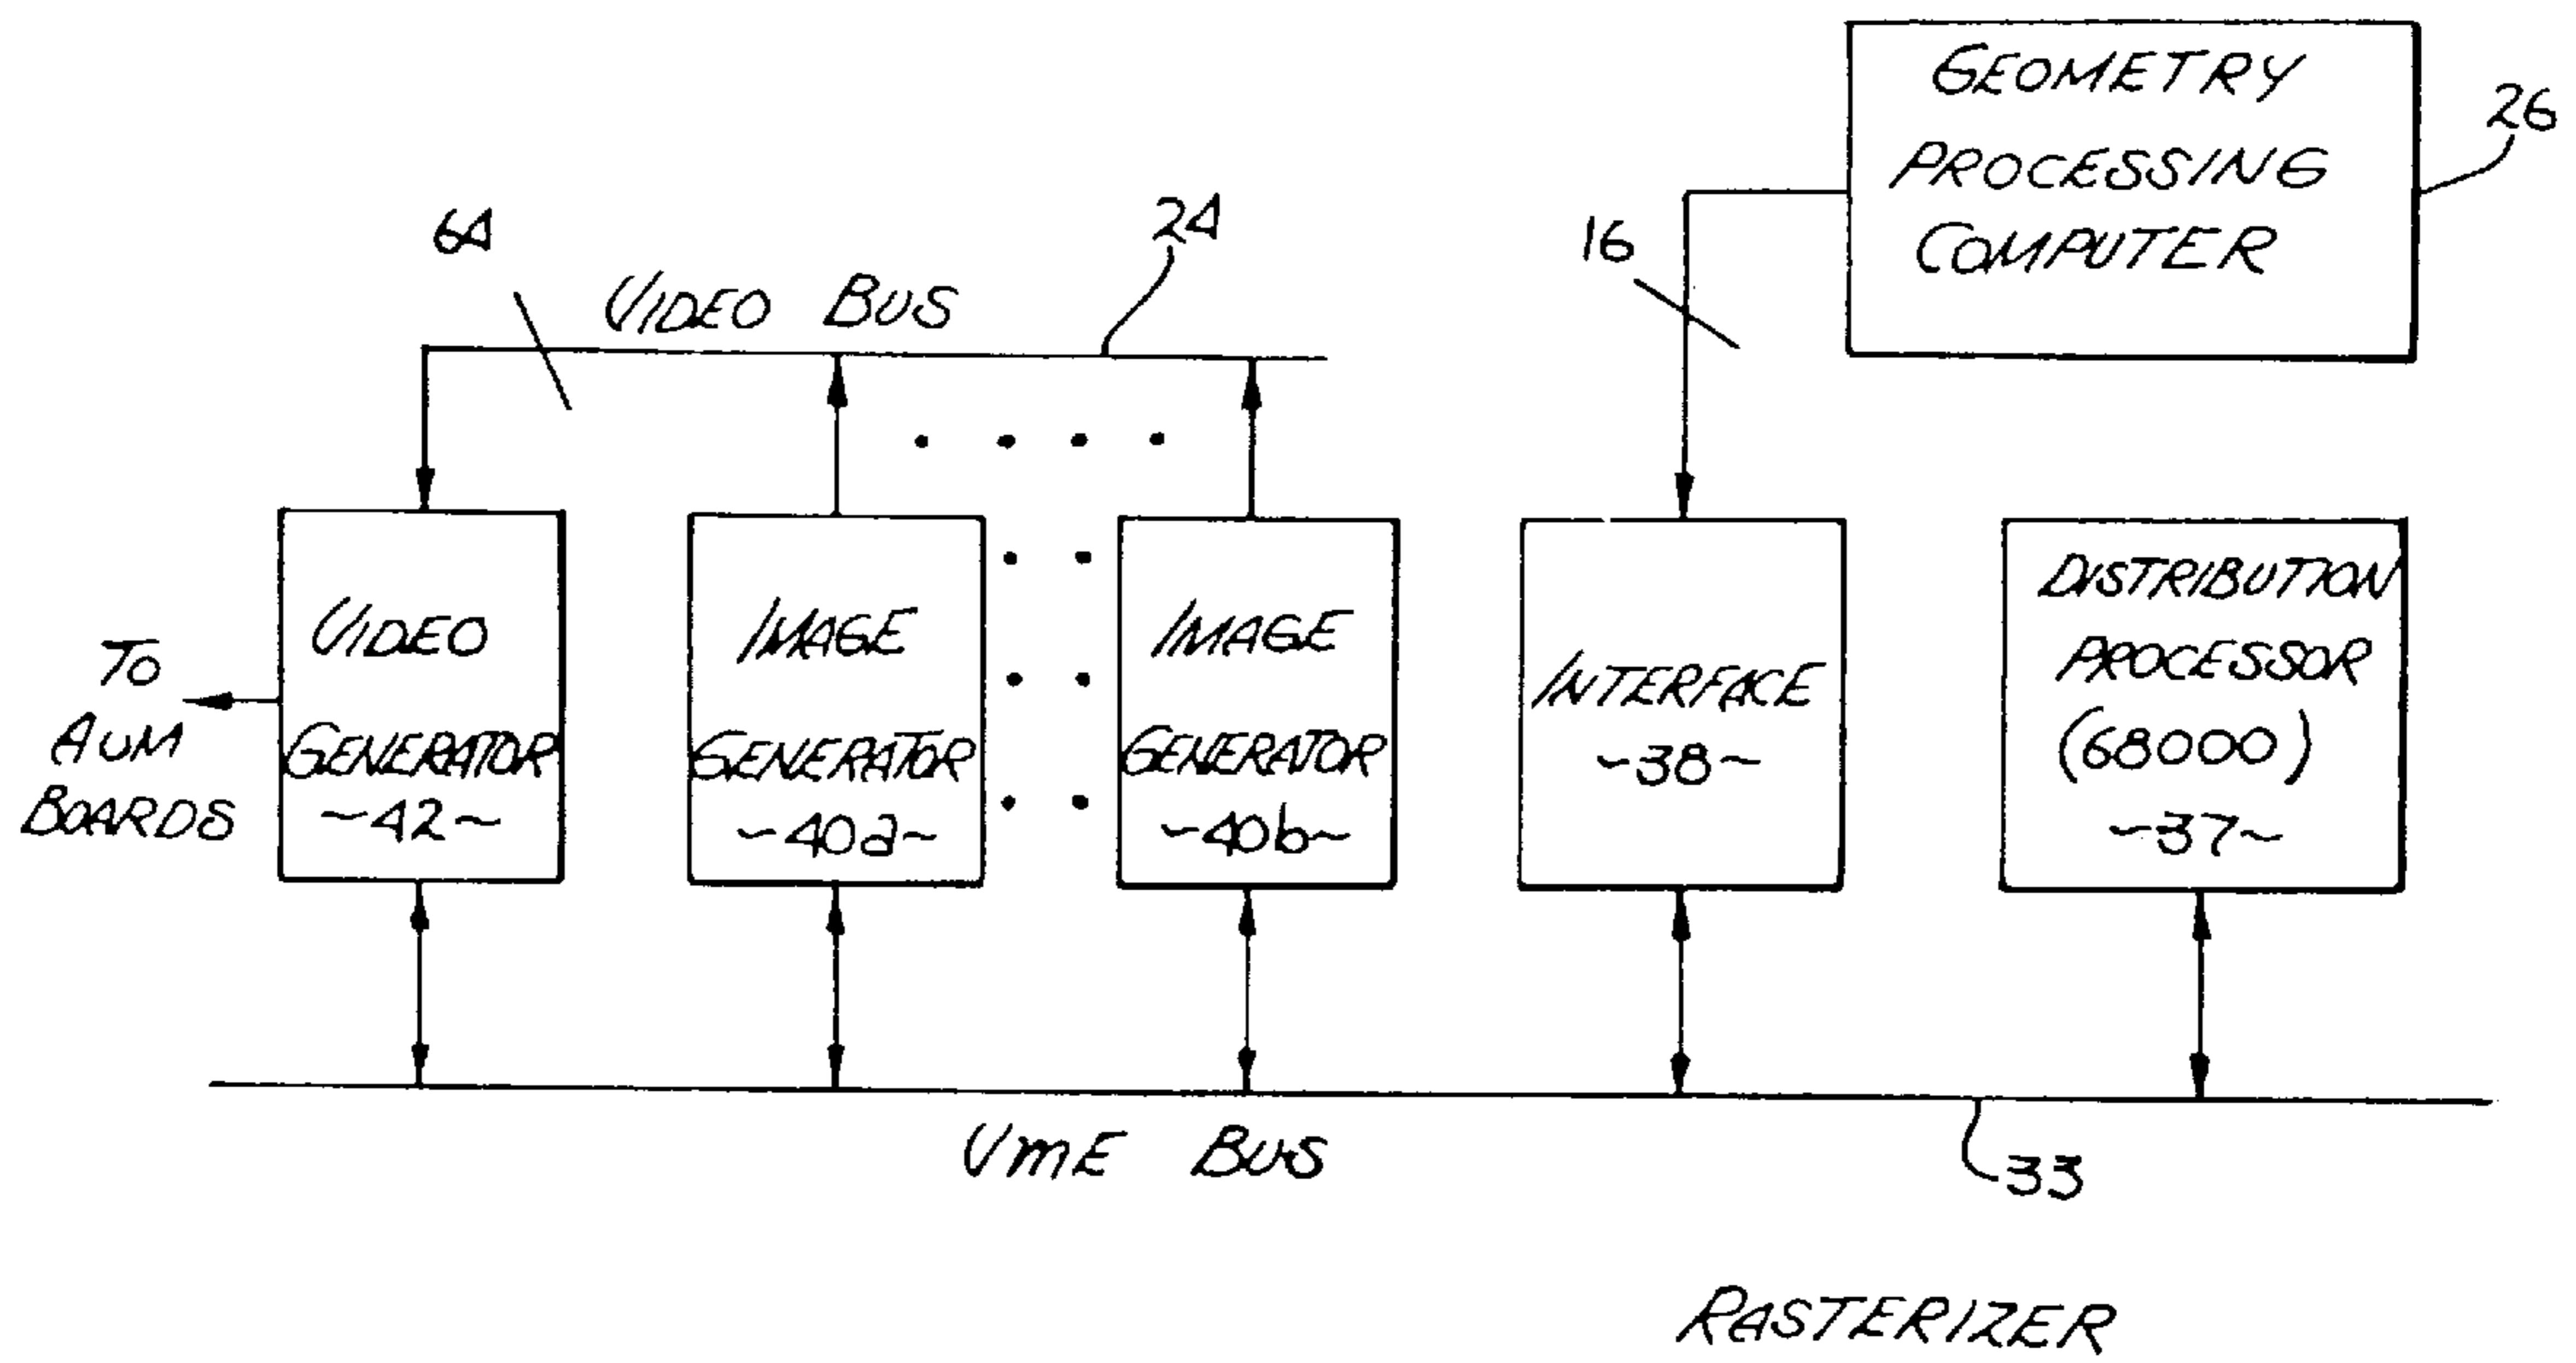 GEOMETRY
PROCESSING
COMPUTER
26
16
64
24
VIDEO BUS
TO
AOM
BOARDS
VIDEO
GENERATOR
~42~
IMAGE
GENERATOR
~40a~
IMAGE
GENERATOR
~40b~
INTERFACE
~38~
DISTRIBUTION
PROCESSOR
(68000)
~37~
VME BUS
33
RASTERIZER